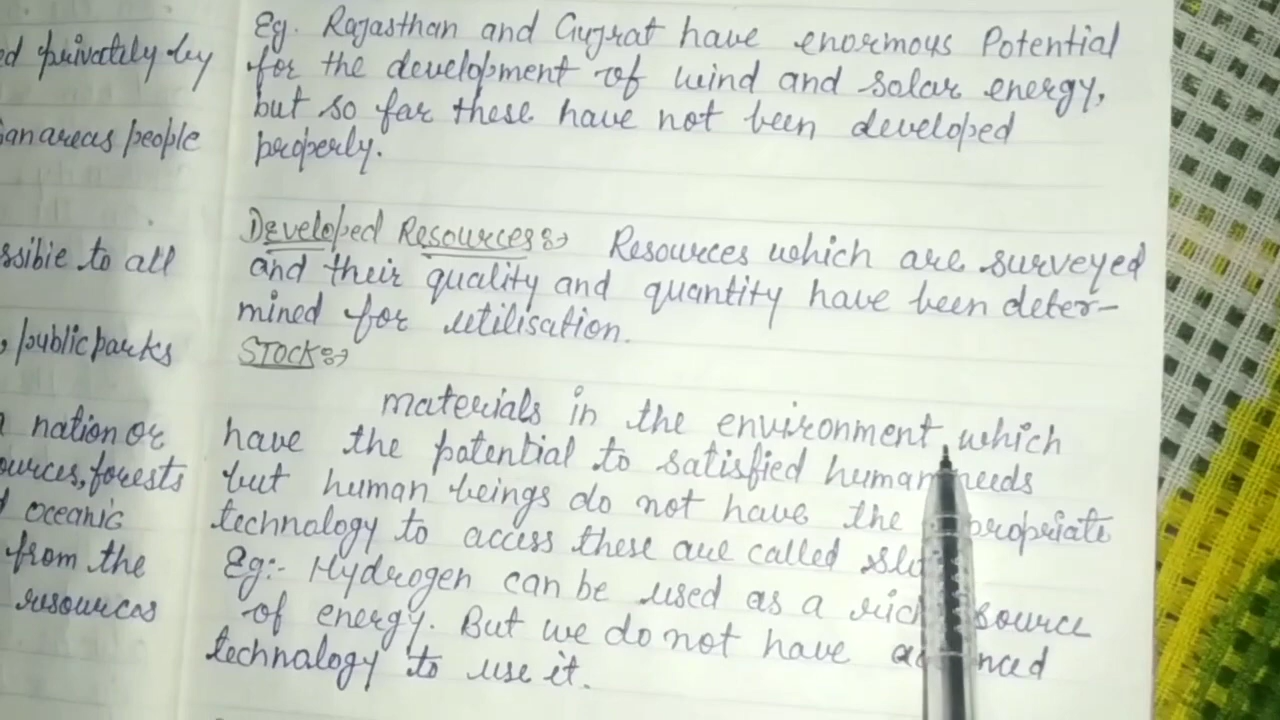 ed privately by
an areas people
ssibie to all
, public parks
a nation or
ources, forests
d oceanic
from the
resources
Eg. Rajasthan and Gujrat have enormous Potential
for the development of wind and solar energy,
but so far these have not been developed
properly.
Developed Resources:→ Resources which are surveyed
and their quality and quantity have been deter-
mined for utilisation.
STOCK:→
materials in the environment which
have the potential to satisfied human needs
but human beings do not have the propriate
technology to access these are called
Eg:- Hydrogen can be used as a rich source
of energy. But we do not have
technalogy to use it.